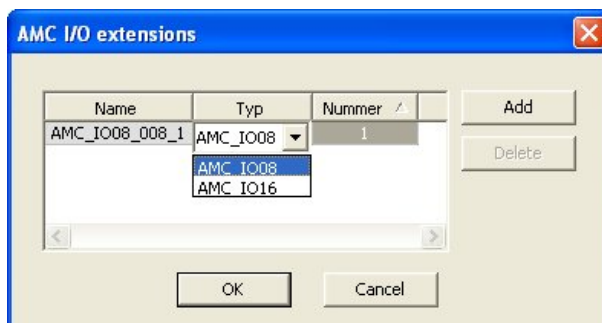 AMC I/O extensions
Name Typ Nummer
AMC_IO08_008_1 AMC_IO08 1
AMC_IO08
AMC_IO16
Add
Delete
OK Cancel